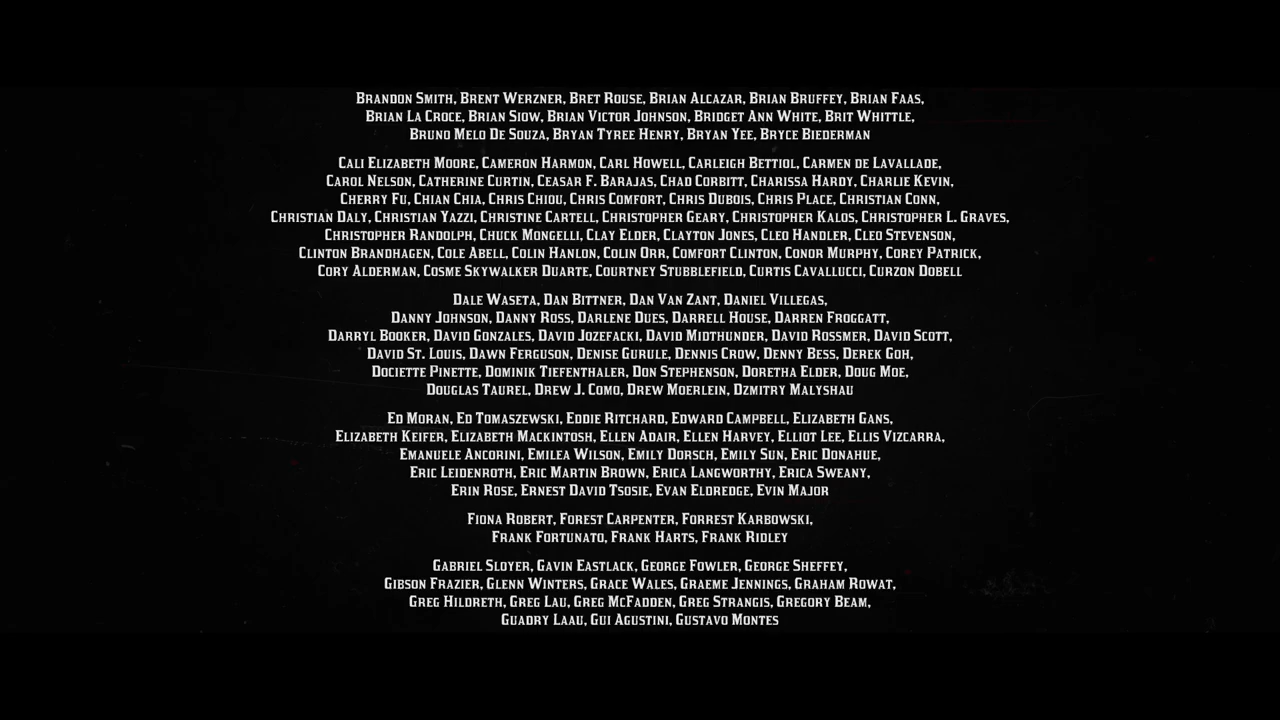 Brandon Smith, Brent Werzner, Bret Rouse, Brian Alcazar, Brian Bruffey, Brian Faas,
Brian La Croce, Brian Siow, Brian Victor Johnson, Bridget Ann White, Brit Whittle,
Bruno Melo De Souza, Bryan Tyree Henry, Bryan Yee, Bryce Biederman
Cali Elizabeth Moore, Cameron Harmon, Carl Howell, Carleigh Bettiol, Carmen de Lavallade,
Carol Nelson, Catherine Curtin, Ceasar F. Barajas, Chad Corbitt, Charissa Hardy, Charlie Kevin,
Cherry Fu, Chian Chia, Chris Chiou, Chris Comfort, Chris Dubois, Chris Place, Christian Conn,
Christian Daly, Christian Yazzi, Christine Cartell, Christopher Geary, Christopher Kalos, Christopher L. Graves,
Christopher Randolph, Chuck Mongelli, Clay Elder, Clayton Jones, Cleo Handler, Cleo Stevenson,
Clinton Brandhagen, Cole Abell, Colin Hanlon, Colin Orr, Comfort Clinton, Conor Murphy, Corey Patrick,
Cory Alderman, Cosme Skywalker Duarte, Courtney Stubblefield, Curtis Cavallucci, Curzon Dobell
Dale Waseta, Dan Bittner, Dan Van Zant, Daniel Villegas,
Danny Johnson, Danny Ross, Darlene Dues, Darrell House, Darren Froggatt,
Darryl Booker, David Gonzales, David Jozefacki, David Midthunder, David Rossmer, David Scott,
David St. Louis, Dawn Ferguson, Denise Gurule, Dennis Crow, Denny Bess, Derek Goh,
Dociette Pinette, Dominik Tiefenthaler, Don Stephenson, Doretha Elder, Doug Moe,
Douglas Taurel, Drew J. Como, Drew Moerlein, Dzmitry Malyshau
Ed Moran, Ed Tomaszewski, Eddie Ritchard, Edward Campbell, Elizabeth Gans,
Elizabeth Keifer, Elizabeth Mackintosh, Ellen Adair, Ellen Harvey, Elliot Lee, Ellis Vizcarra,
Emanuele Ancorini, Emilea Wilson, Emily Dorsch, Emily Sun, Eric Donahue,
Eric Leidenroth, Eric Martin Brown, Erica Langworthy, Erica Sweany,
Erin Rose, Ernest David Tsosie, Evan Eldredge, Evin Major
Fiona Robert, Forest Carpenter, Forrest Karbowski,
Frank Fortunato, Frank Harts, Frank Ridley
Gabriel Sloyer, Gavin Eastlack, George Fowler, George Sheffey,
Gibson Frazier, Glenn Winters, Grace Wales, Graeme Jennings, Graham Rowat,
Greg Hildreth, Greg Lau, Greg McFadden, Greg Strangis, Gregory Beam,
Guadry Laau, Gui Agustini, Gustavo Montes